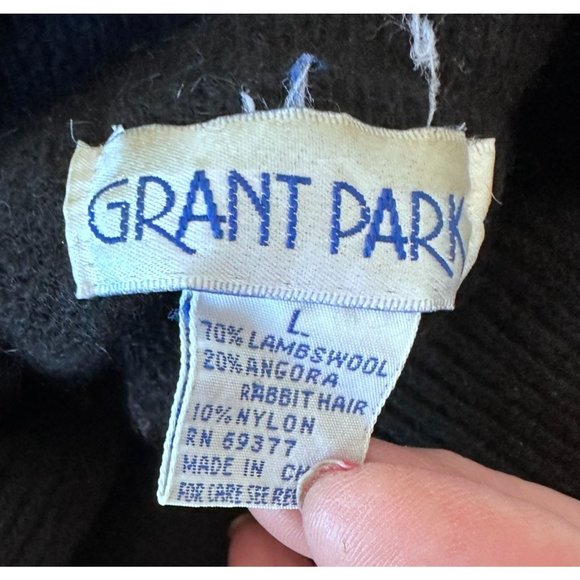 GRANT PARK
L
70% LAMBSWOOL
20% ANGORA
RABBIT HAIR
10% NYLON
RN 69377
MADE IN
FOR CARE SEE